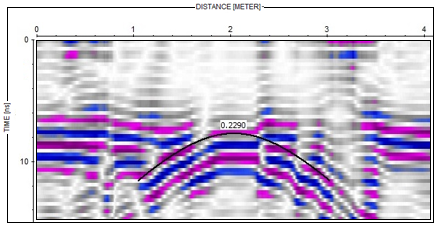 DISTANCE [METER]
0 1 2 3 4
0
0.2290
TIME [ns]
10